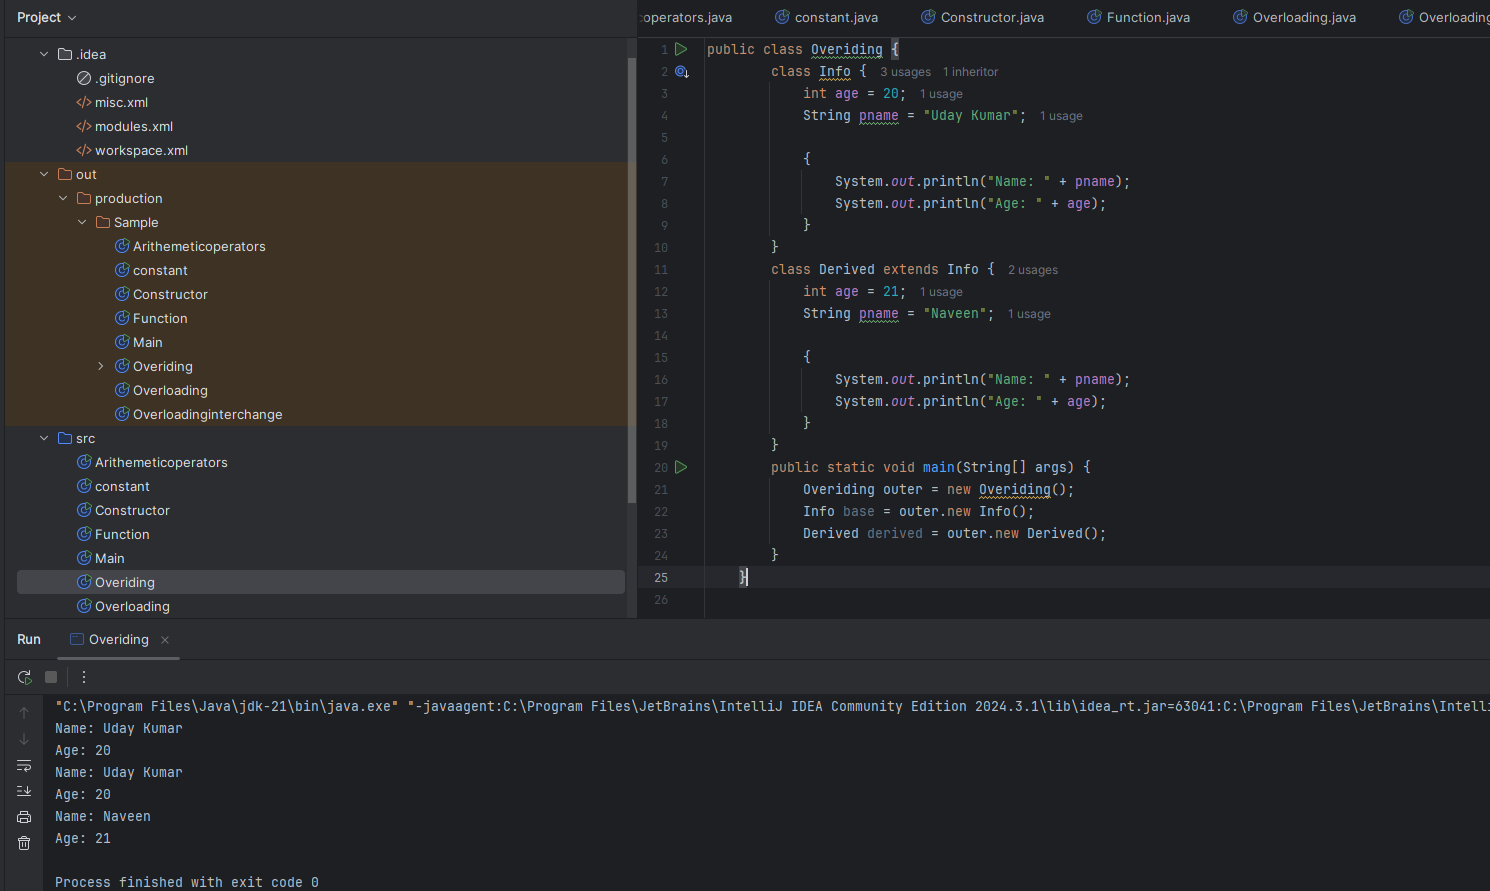 Project
operators.java constant.java Constructor.java Function.java Overloading.java Overloading
.idea
.gitignore
misc.xml
modules.xml
workspace.xml
out
production
Sample
Arithemeticoperators
constant
Constructor
Function
Main
Overiding
Overloading
Overloadinginterchange
src
Arithemeticoperators
constant
Constructor
Function
Main
Overiding
Overloading
1 public class Overiding {
2 class Info { 3 usages 1 inheritor
3 int age = 20; 1 usage
4 String pname = "Uday Kumar"; 1 usage
5
6 {
7 System.out.println("Name: " + pname);
8 System.out.println("Age: " + age);
9 }
10 }
11 class Derived extends Info { 2 usages
12 int age = 21; 1 usage
13 String pname = "Naveen"; 1 usage
14
15 {
16 System.out.println("Name: " + pname);
17 System.out.println("Age: " + age);
18 }
19 }
20 public static void main(String[] args) {
21 Overiding outer = new Overiding();
22 Info base = outer.new Info();
23 Derived derived = outer.new Derived();
24 }
25 }
26
Run Overiding
"C:\Program Files\Java\jdk-21\bin\java.exe" "-javaagent:C:\Program Files\JetBrains\IntelliJ IDEA Community Edition 2024.3.1\lib\idea_rt.jar=63041:C:\Program Files\JetBrains\Intelli
Name: Uday Kumar
Age: 20
Name: Uday Kumar
Age: 20
Name: Naveen
Age: 21
Process finished with exit code 0